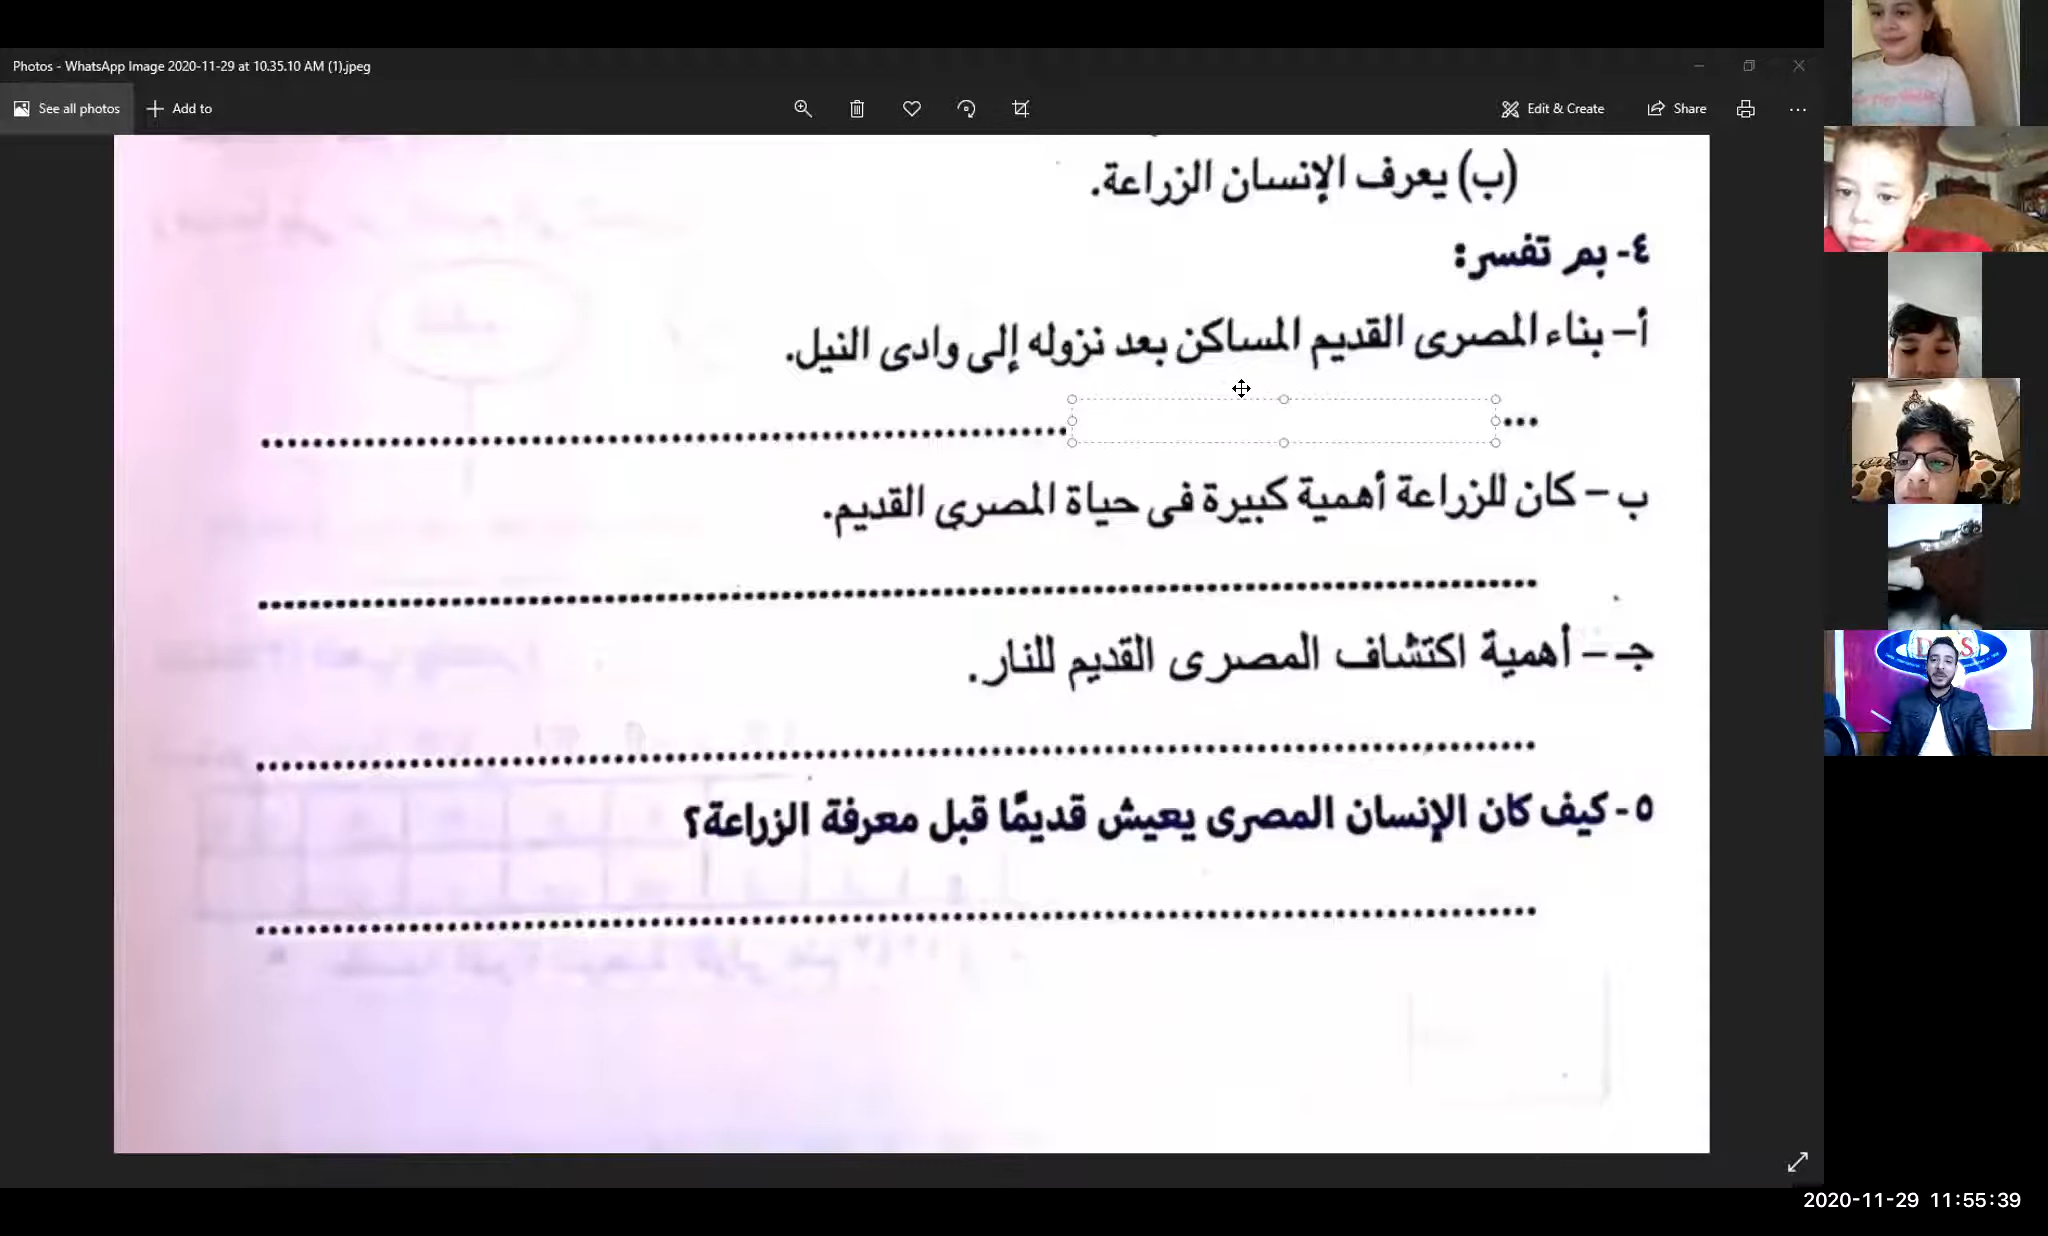 Photos - WhatsApp Image 2020-11-29 at 10.35.10 AM (1).jpeg
See all photos
Add to
Edit & Create
Share
(ب) يعرف الإنسان الزراعة.
٤- بم تفسر:
أ– بناء المصرى القديم المساكن بعد نزوله إلى وادى النيل.
ب – كان للزراعة أهمية كبيرة فى حياة المصرى القديم.
جـ – أهمية اكتشاف المصرى القديم للنار.
٥- كيف كان الإنسان المصرى يعيش قديمًا قبل معرفة الزراعة؟
2020-11-29 11:55:39